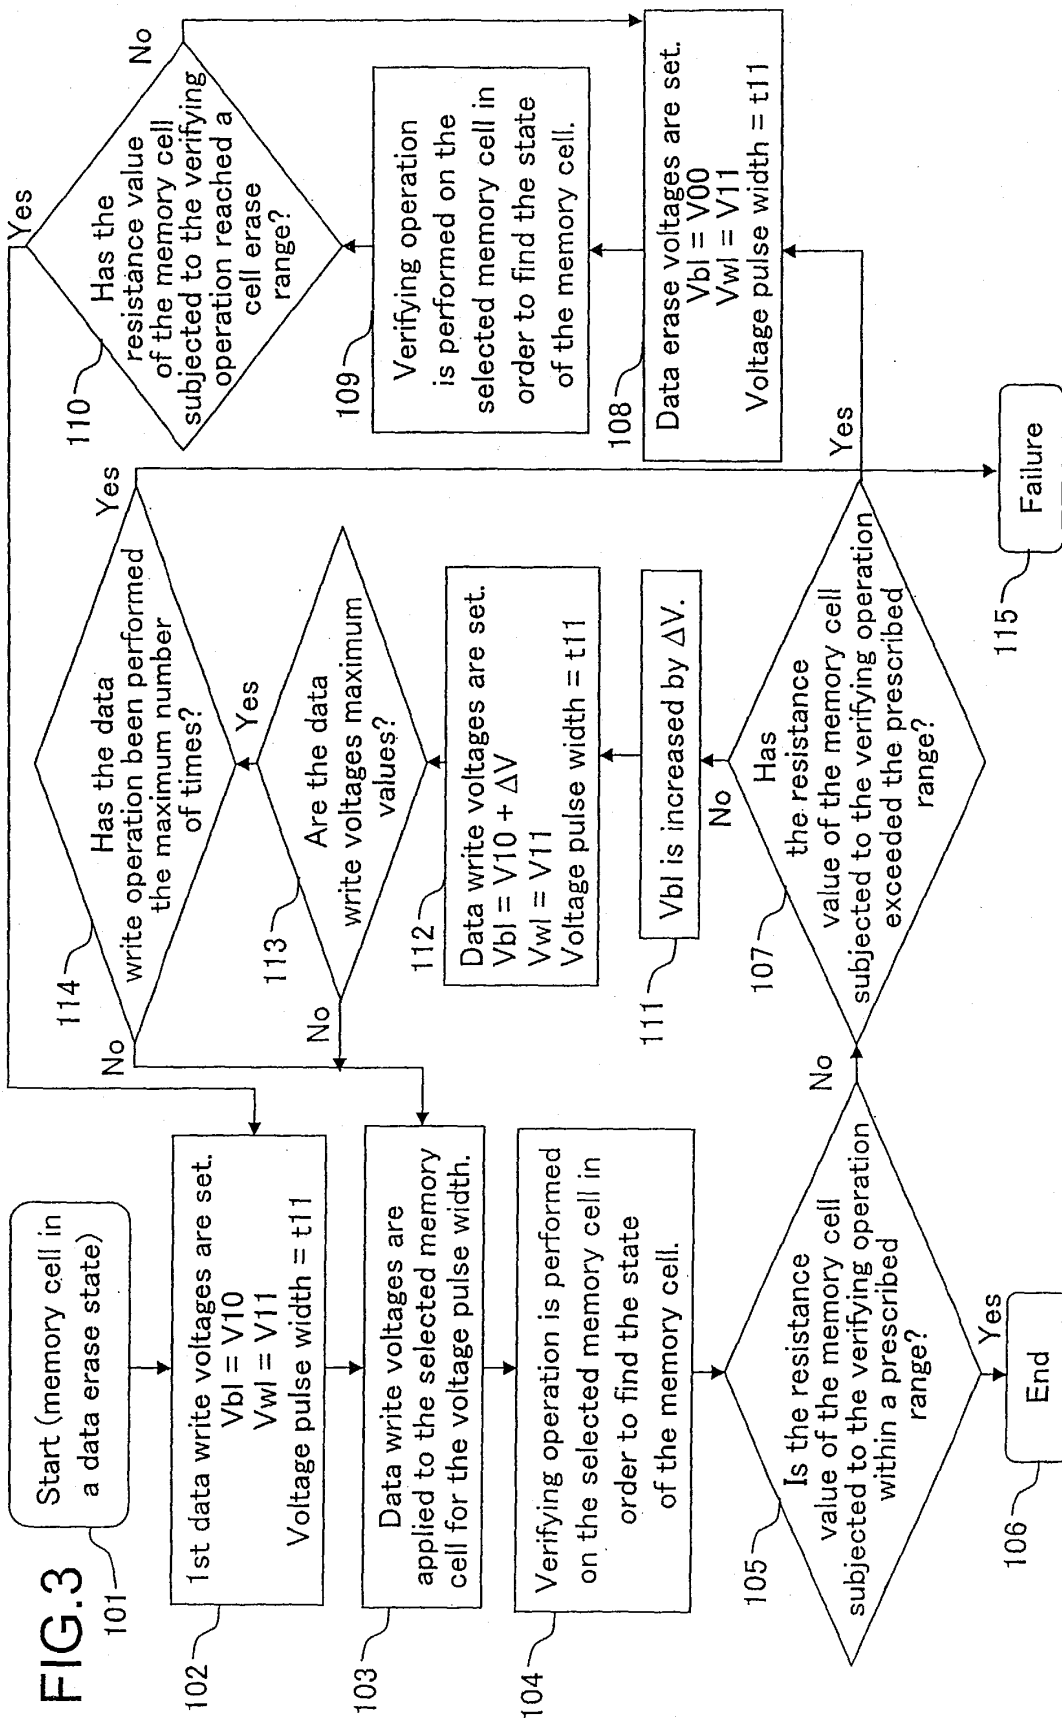 FIG.3
101
Start (memory cell in
a data erase state)
102
1st data write voltages are set.
Vbl = V10
Vwl = V11
Voltage pulse width = t11
103
Data write voltages are
applied to the selected memory
cell for the voltage pulse width.
104
Verifying operation is performed
on the selected memory cell in
order to find the state
of the memory cell.
105
Is the resistance
value of the memory cell
subjected to the verifying operation
within a prescribed
range?
Yes
No
106
End
107
Has
the resistance
value of the memory cell
subjected to the verifying operation
exceeded the prescribed
range?
No
Yes
111
Vbl is increased by ΔV.
112
Data write voltages are set.
Vbl = V10 + ΔV
Vwl = V11
Voltage pulse width = t11
113
Are the data
write voltages maximum
values?
No
Yes
114
Has the data
write operation been performed
the maximum number
of times?
No
Yes
115
Failure
108
Data erase voltages are set.
Vbl = V00
Vwl = V11
Voltage pulse width = t11
109
Verifying operation
is performed on the
selected memory cell in
order to find the state
of the memory cell.
110
Has the
resistance value
of the memory cell
subjected to the verifying
operation reached a
cell erase
range?
Yes
No